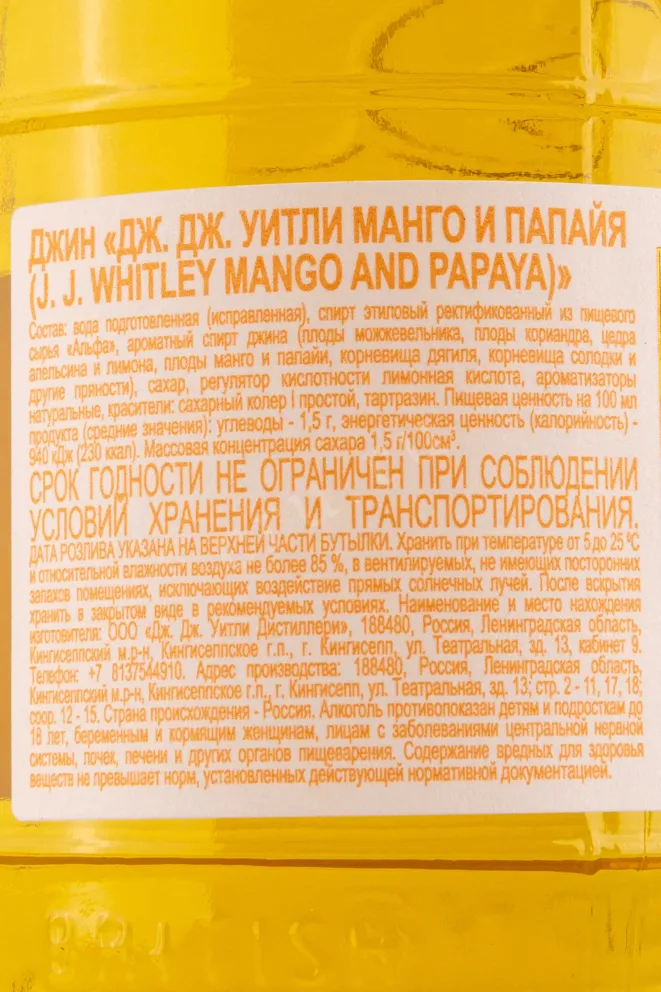 ДЖИН «ДЖ. ДЖ. УИТЛИ МАНГО И ПАПАЙЯ
(J. J. WHITLEY MANGO AND PAPAYA)»
Состав: вода подготовленная (исправленная), спирт этиловый ректификованный из пищевого
сырья «Альфа», ароматный спирт джина (плоды можжевельника, плоды кориандра, цедра
апельсина и лимона, плоды манго и папайи, корневища дягиля, корневища солодки и
другие пряности), сахар, регулятор кислотности лимонная кислота, ароматизаторы
натуральные, красители: сахарный колер I простой, тартразин. Пищевая ценность на 100 мл
продукта (средние значения): углеводы - 1,5 г, энергетическая ценность (калорийность) -
940 кДж (230 ккал). Массовая концентрация сахара 1,5 г/100см³.
СРОК ГОДНОСТИ НЕ ОГРАНИЧЕН ПРИ СОБЛЮДЕНИИ
УСЛОВИЙ ХРАНЕНИЯ И ТРАНСПОРТИРОВАНИЯ.
ДАТА РОЗЛИВА УКАЗАНА НА ВЕРХНЕЙ ЧАСТИ БУТЫЛКИ. Хранить при температуре от 5 до 25 ºС
и относительной влажности воздуха не более 85 %, в вентилируемых, не имеющих посторонних
запахов помещениях, исключающих воздействие прямых солнечных лучей. После вскрытия
хранить в закрытом виде в рекомендуемых условиях. Наименование и место нахождения
изготовителя: ООО «Дж. Дж. Уитли Дистиллери», 188480, Россия, Ленинградская область,
Кингисеппский м.р-н, Кингисеппское г.п., г. Кингисепп, ул. Театральная, зд. 13, кабинет 9.
Телефон: +7 8137544910. Адрес производства: 188480, Россия, Ленинградская область,
Кингисеппский м.р-н, Кингисеппское г.п., г. Кингисепп, ул. Театральная, зд. 13; стр. 2 - 11, 17, 18;
соор. 12 - 15. Страна происхождения - Россия. Алкоголь противопоказан детям и подросткам до
18 лет, беременным и кормящим женщинам, лицам с заболеваниями центральной нервной
системы, почек, печени и других органов пищеварения. Содержание вредных для здоровья
веществ не превышает норм, установленных действующей нормативной документацией.